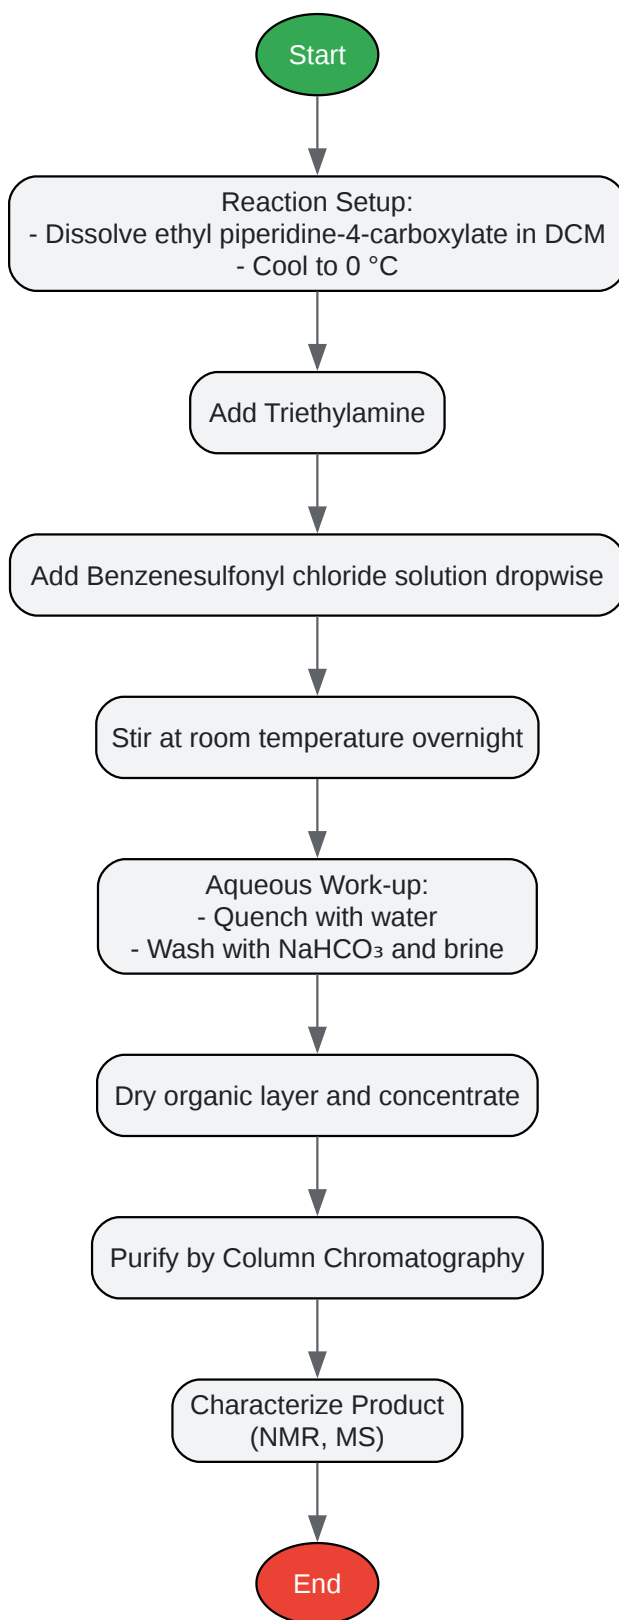 Start
Reaction Setup:
- Dissolve ethyl piperidine-4-carboxylate in DCM
- Cool to 0 °C
Add Triethylamine
Add Benzenesulfonyl chloride solution dropwise
Stir at room temperature overnight
Aqueous Work-up:
- Quench with water
- Wash with NaHCO₃ and brine
Dry organic layer and concentrate
Purify by Column Chromatography
Characterize Product
(NMR, MS)
End